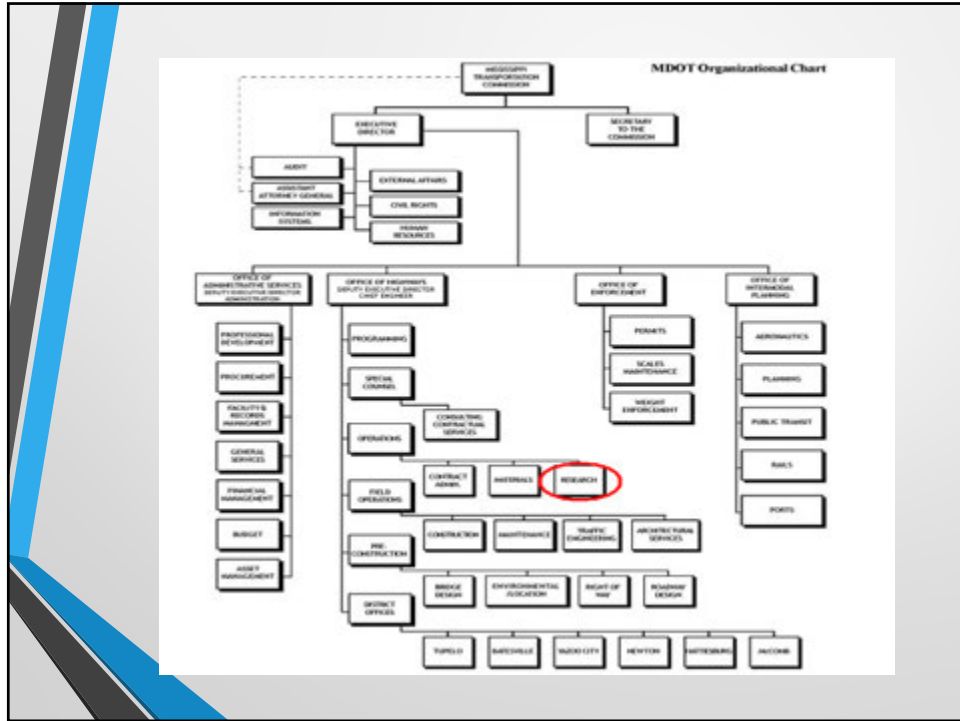 MDOT Organizational Chart
MISSISSIPPI
TRANSPORTATION
COMMISSION
EXECUTIVE
DIRECTOR
SECRETARY
TO THE
COMMISSION
AUDIT
ASSISTANT
ATTORNEY GENERAL
INFORMATION
SYSTEMS
EXTERNAL AFFAIRS
CIVIL RIGHTS
HUMAN
RESOURCES
OFFICE OF
ADMINISTRATIVE SERVICES
DEPUTY EXECUTIVE DIRECTOR
ADMINISTRATION
OFFICE OF HIGHWAYS
DEPUTY EXECUTIVE DIRECTOR
CHIEF ENGINEER
OFFICE OF
ENFORCEMENT
OFFICE OF
INTERMODAL
PLANNING
PROFESSIONAL
DEVELOPMENT
PROCUREMENT
FACILITY &
RECORDS
MANAGMENT
GENERAL
SERVICES
FINANCIAL
MANAGEMENT
BUDGET
ASSET
MANAGEMENT
PROGRAMMING
SPECIAL
COUNSEL
CONSULTING
CONTRACTUAL
SERVICES
OPERATIONS
CONTRACT
ADMIN.
MATERIALS
RESEARCH
FIELD
OPERATIONS
CONSTRUCTION
MAINTENANCE
TRAFFIC
ENGINEERING
ARCHITECTURAL
SERVICES
PRE-
CONSTRUCTION
BRIDGE
DESIGN
ENVIRONMENTAL
/LOCATION
RIGHT OF
WAY
ROADWAY
DESIGN
DISTRICT
OFFICES
TUPELO
BATESVILLE
YAZOO CITY
NEWTON
HATTIESBURG
MCCOMB
PERMITS
SCALES
MAINTENANCE
WEIGHT
ENFORCEMENT
AERONAUTICS
PLANNING
PUBLIC TRANSIT
RAILS
PORTS